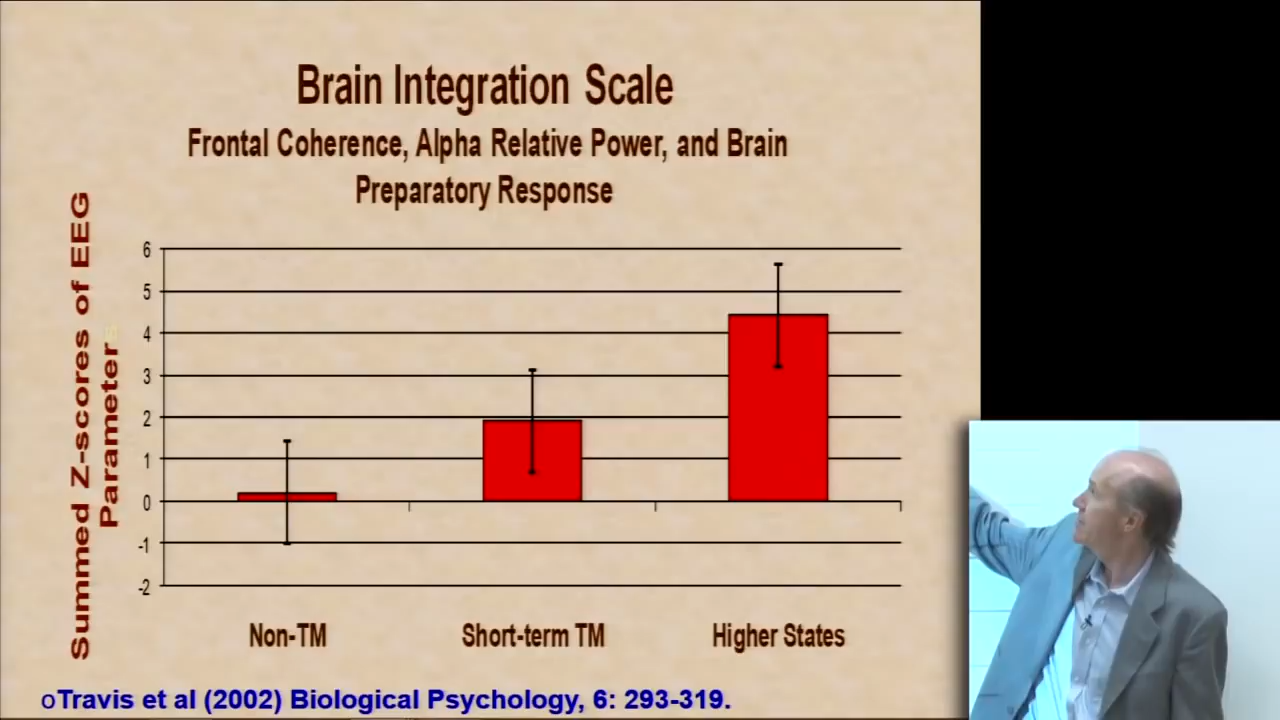 Brain Integration Scale
Frontal Coherence, Alpha Relative Power, and Brain
Preparatory Response
Summed Z-scores of EEG
Parameters
6
5
4
3
2
1
0
-1
-2
Non-TM
Short-term TM
Higher States
oTravis et al (2002) Biological Psychology, 6: 293-319.